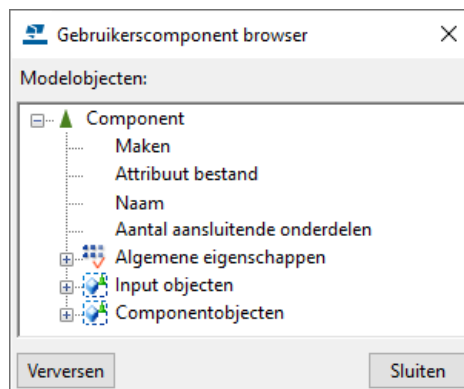 Gebruikerscomponent browser
Modelobjecten:
Component
Maken
Attribuut bestand
Naam
Aantal aansluitende onderdelen
Algemene eigenschappen
Input objecten
Componentobjecten
Verversen Sluiten